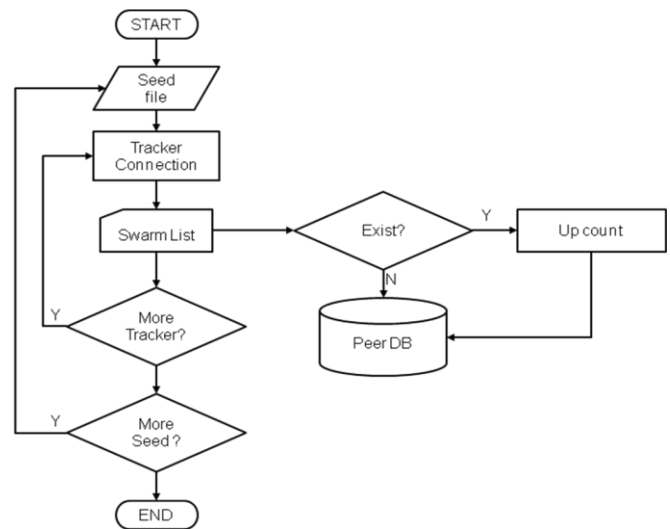 START
Seed
file
Tracker
Connection
Swarm List
Exist?
Y
Up count
N
Peer DB
Y
More
Tracker?
Y
More
Seed ?
END